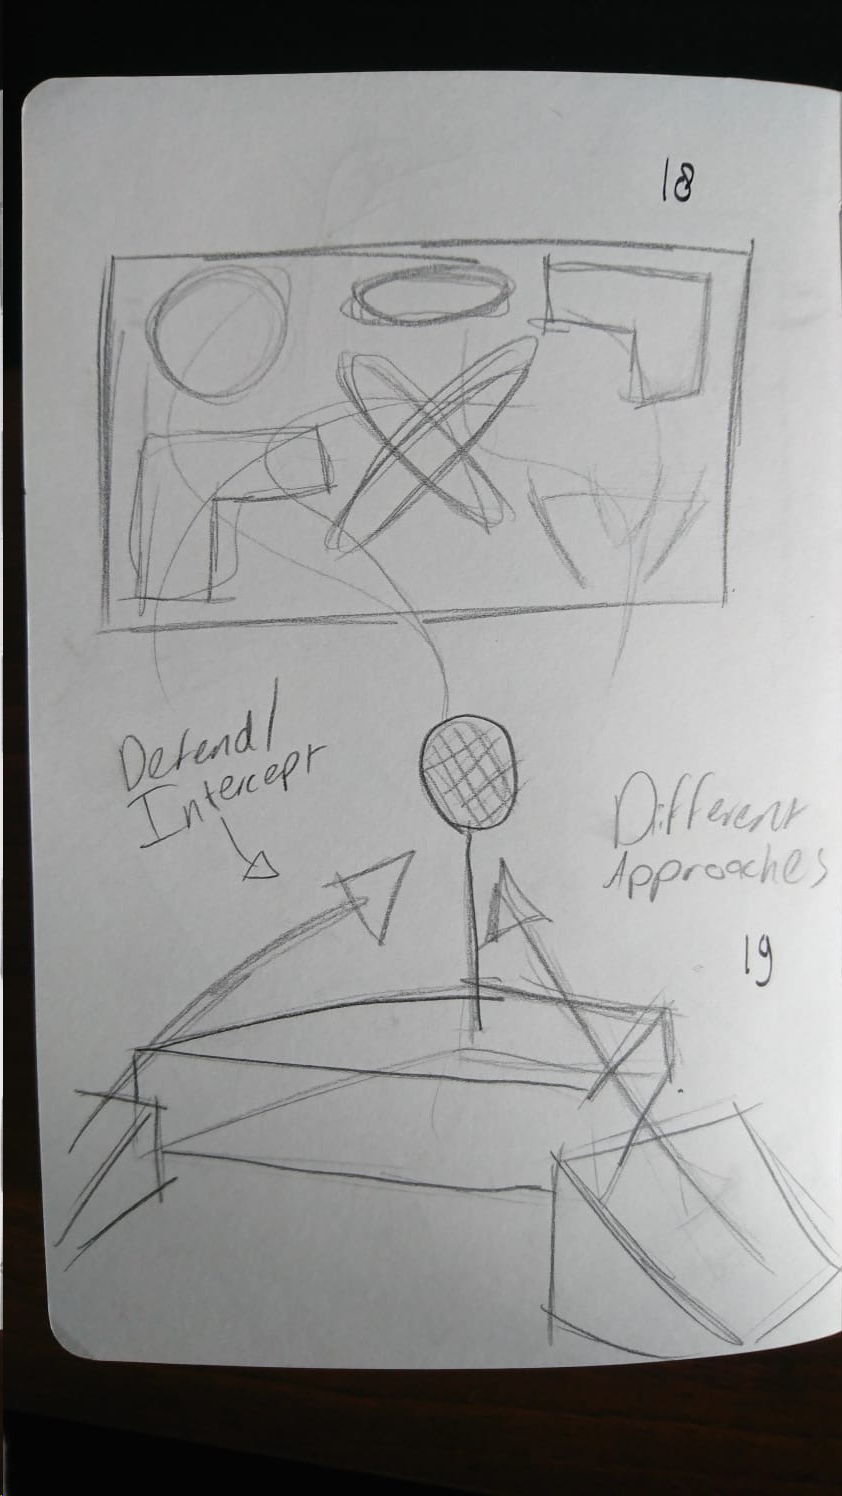 18
Defend/
Intercept
Different
Approaches
19